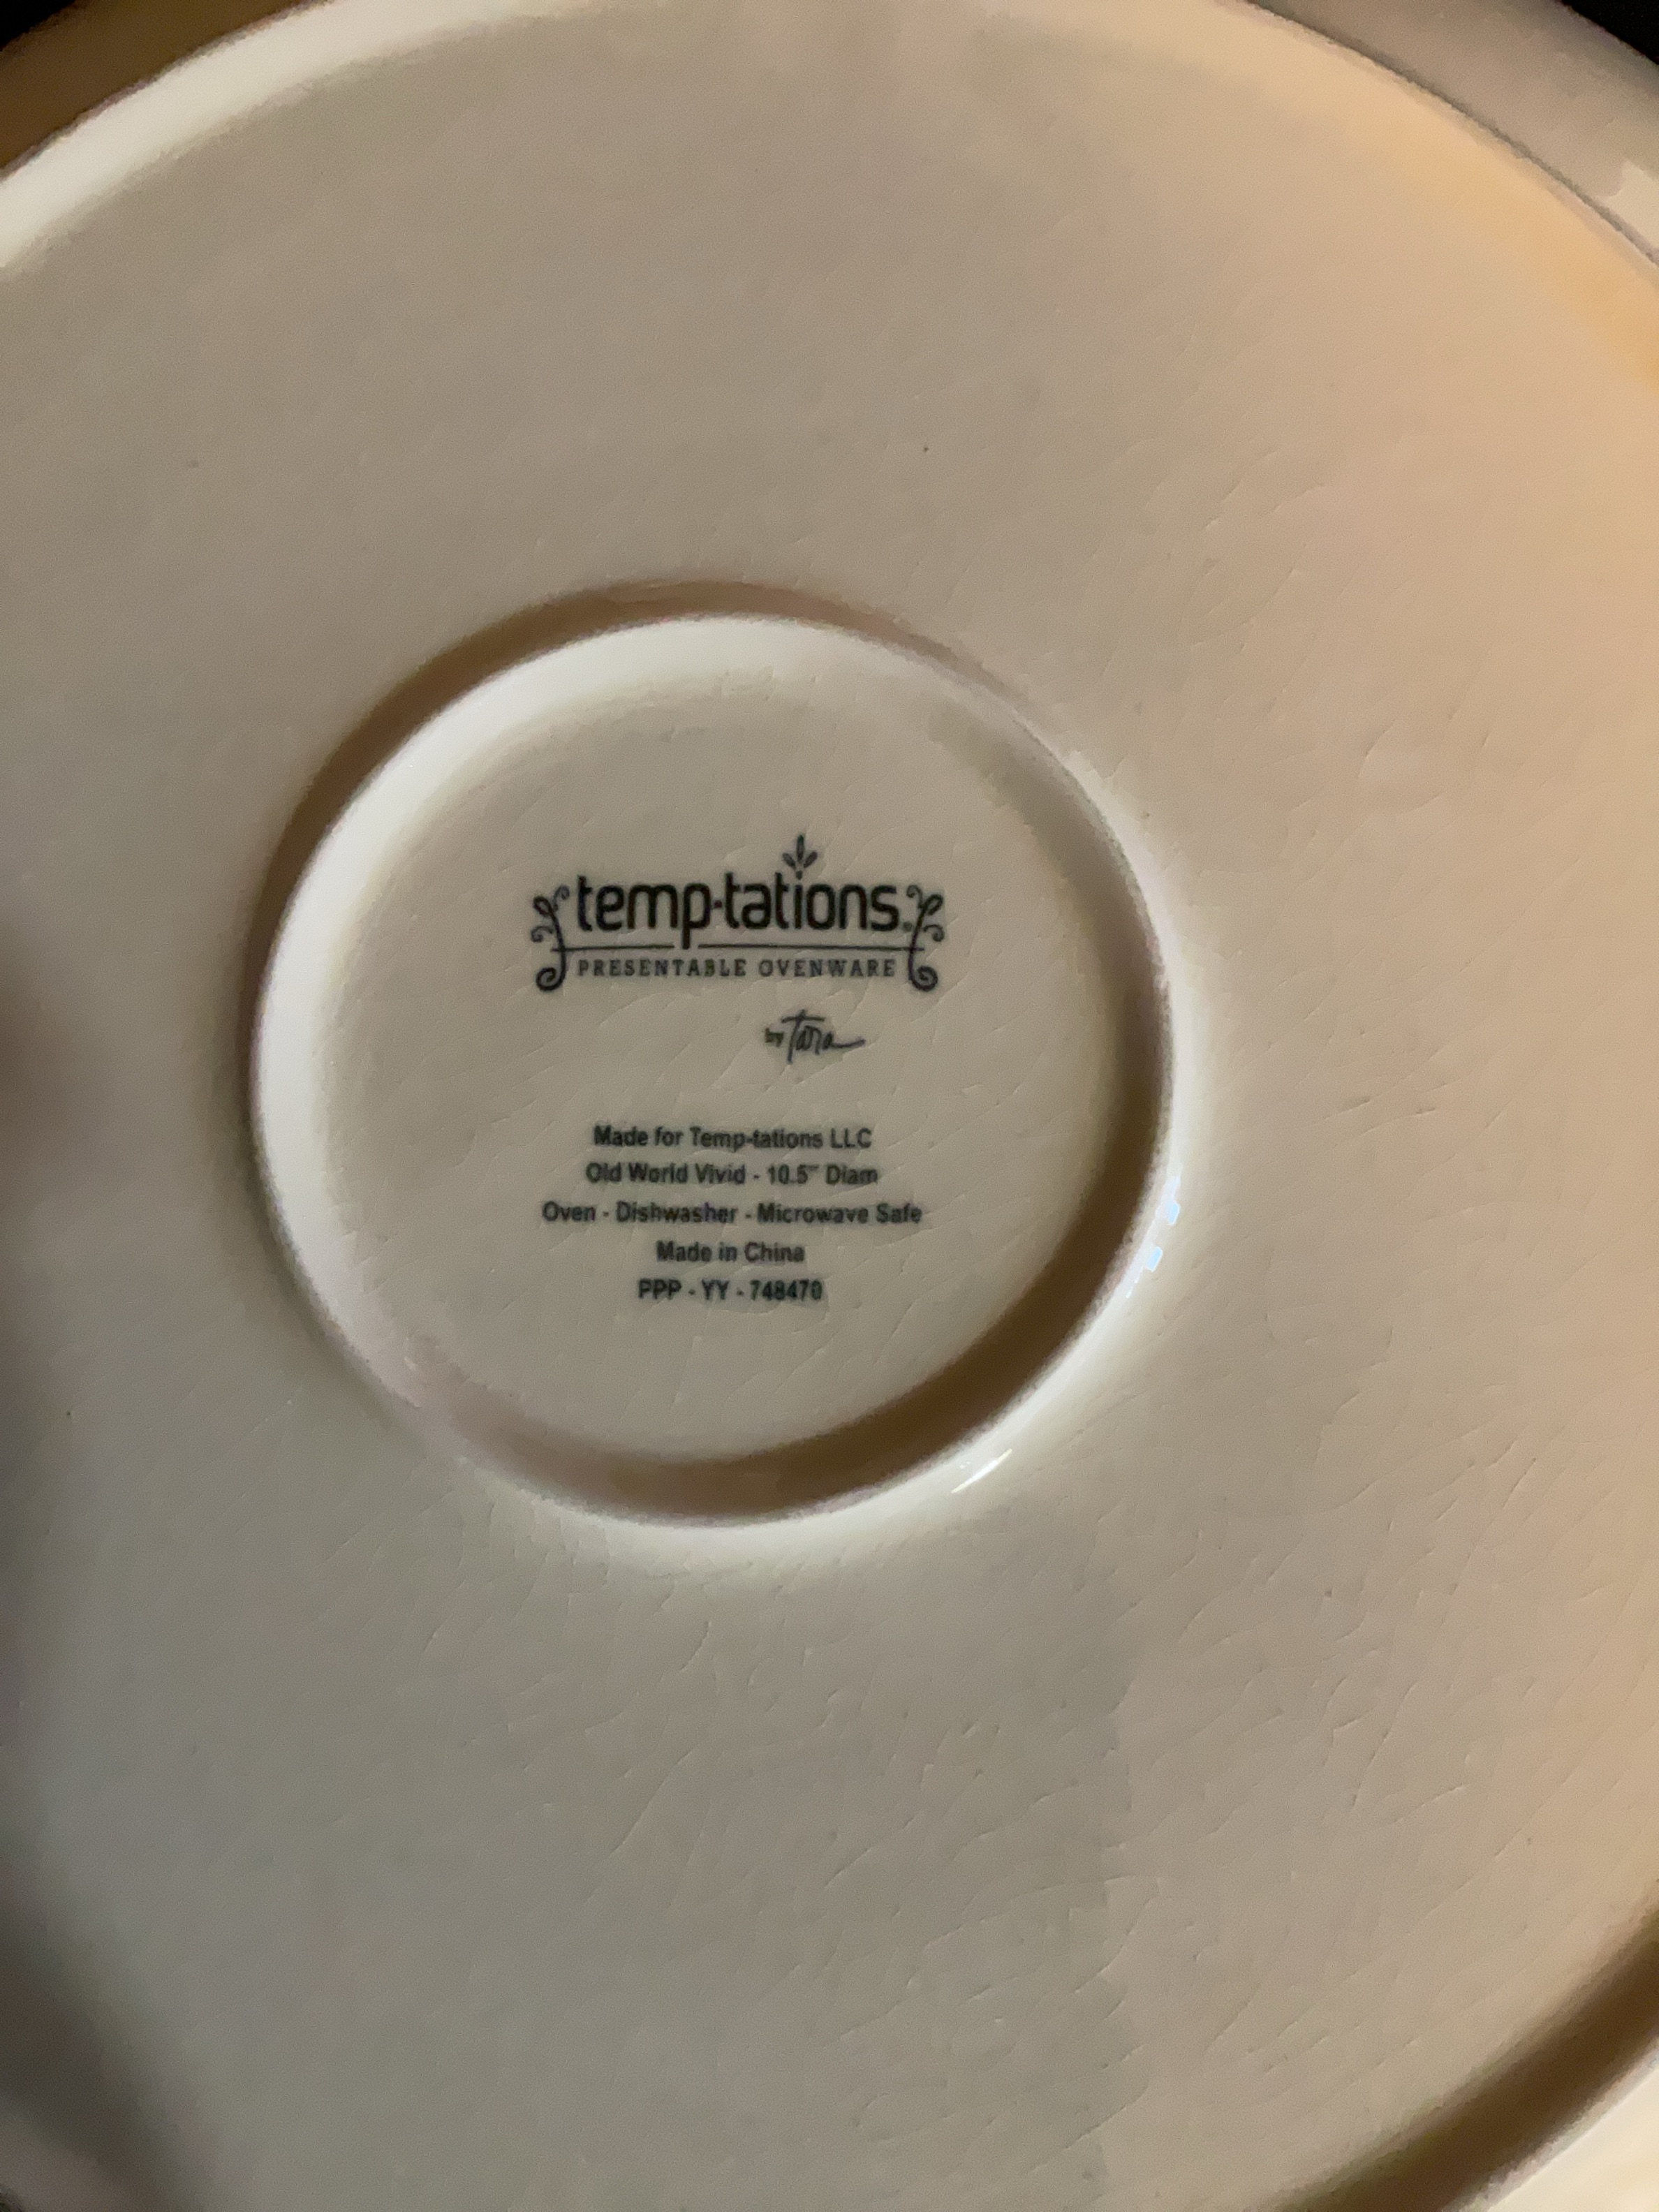 temp-tations®
PRESENTABLE OVENWARE
by Tara
Made for Temp-tations LLC
Old World Vivid - 10.5" Diam
Oven - Dishwasher - Microwave Safe
Made in China
PPP - YY - 748470